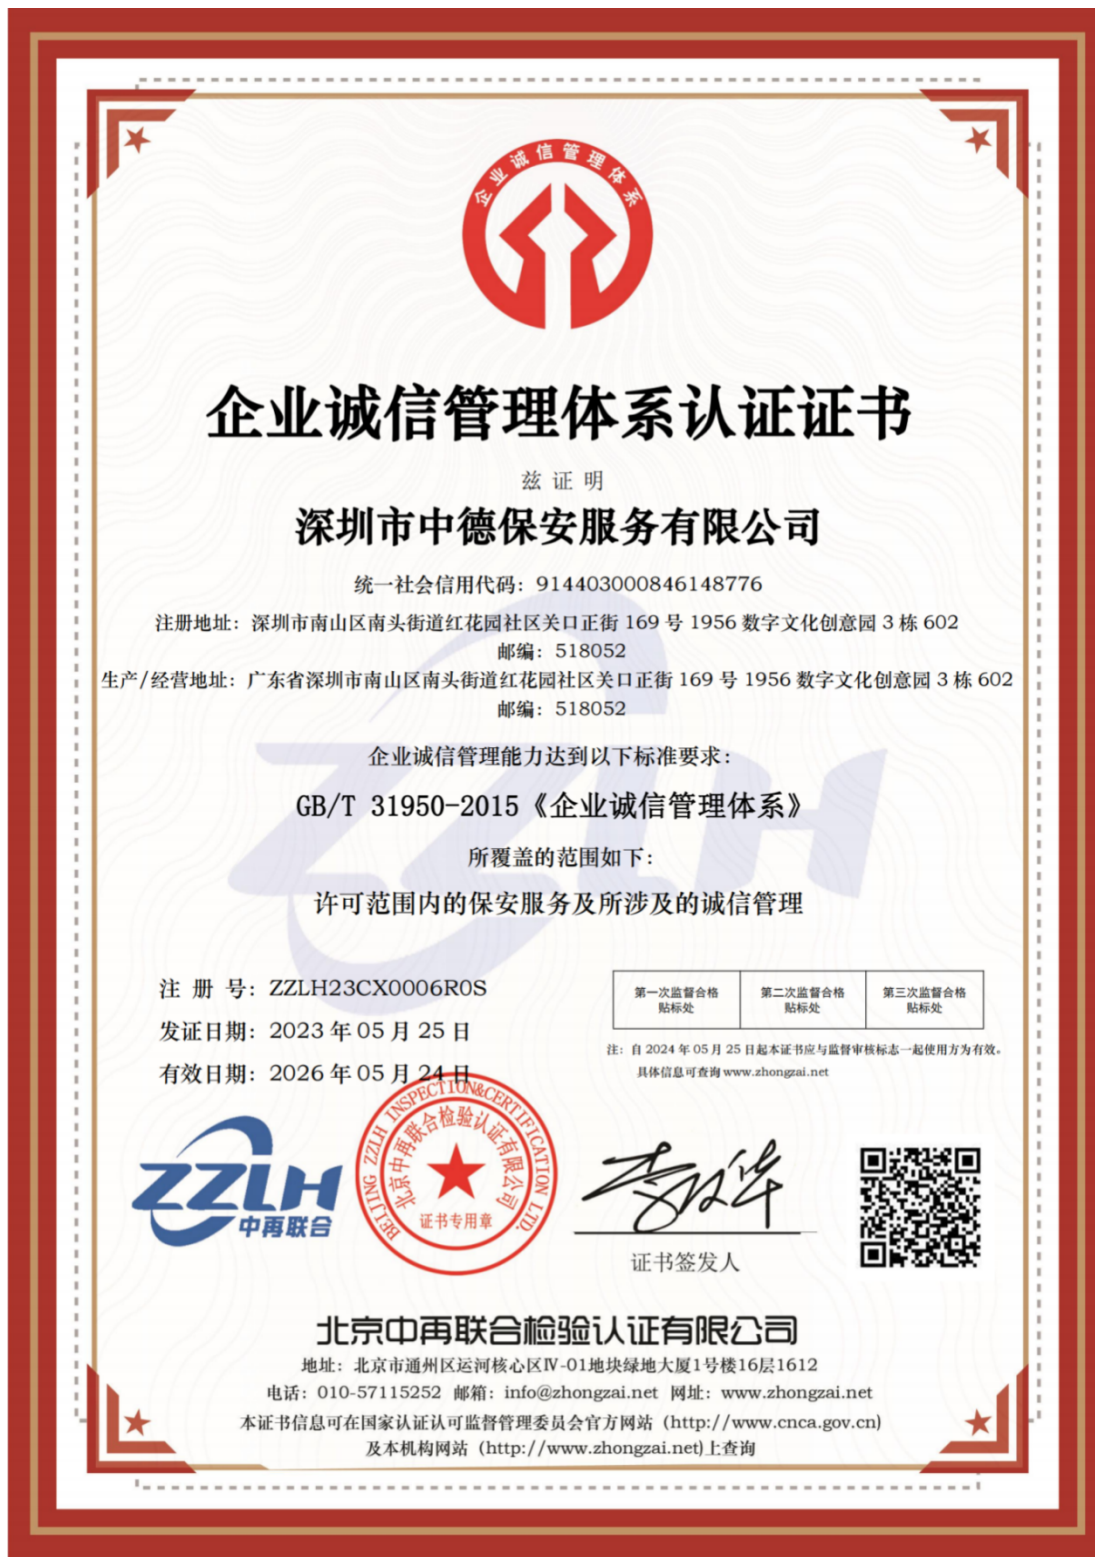 企业诚信管理体系
企业诚信管理体系认证证书
兹证明
深圳市中德保安服务有限公司
统一社会信用代码：914403000846148776
注册地址：深圳市南山区南头街道红花园社区关口正街 169 号 1956 数字文化创意园 3 栋 602
邮编：518052
生产/经营地址：广东省深圳市南山区南头街道红花园社区关口正街 169 号 1956 数字文化创意园 3 栋 602
邮编：518052
企业诚信管理能力达到以下标准要求：
GB/T 31950-2015《企业诚信管理体系》
所覆盖的范围如下：
许可范围内的保安服务及所涉及的诚信管理
注 册 号：ZZLH23CX0006R0S
发证日期：2023 年 05 月 25 日
有效日期：2026 年 05 月 24 日
第一次监督合格
贴标处
第二次监督合格
贴标处
第三次监督合格
贴标处
注：自 2024 年 05 月 25 日起本证书应与监督审核标志一起使用方为有效。
具体信息可查询 www.zhongzai.net
ZZLH
中再联合
BEIJING ZZLH INSPECTION&CERTIFICATION LTD.
北京中再联合检验认证有限公司
证书专用章
证书签发人
北京中再联合检验认证有限公司
地址：北京市通州区运河核心区Ⅳ-01地块绿地大厦1号楼16层1612
电话：010-57115252 邮箱：info@zhongzai.net 网址：www.zhongzai.net
本证书信息可在国家认证认可监督管理委员会官方网站（http://www.cnca.gov.cn)
及本机构网站（http://www.zhongzai.net)上查询